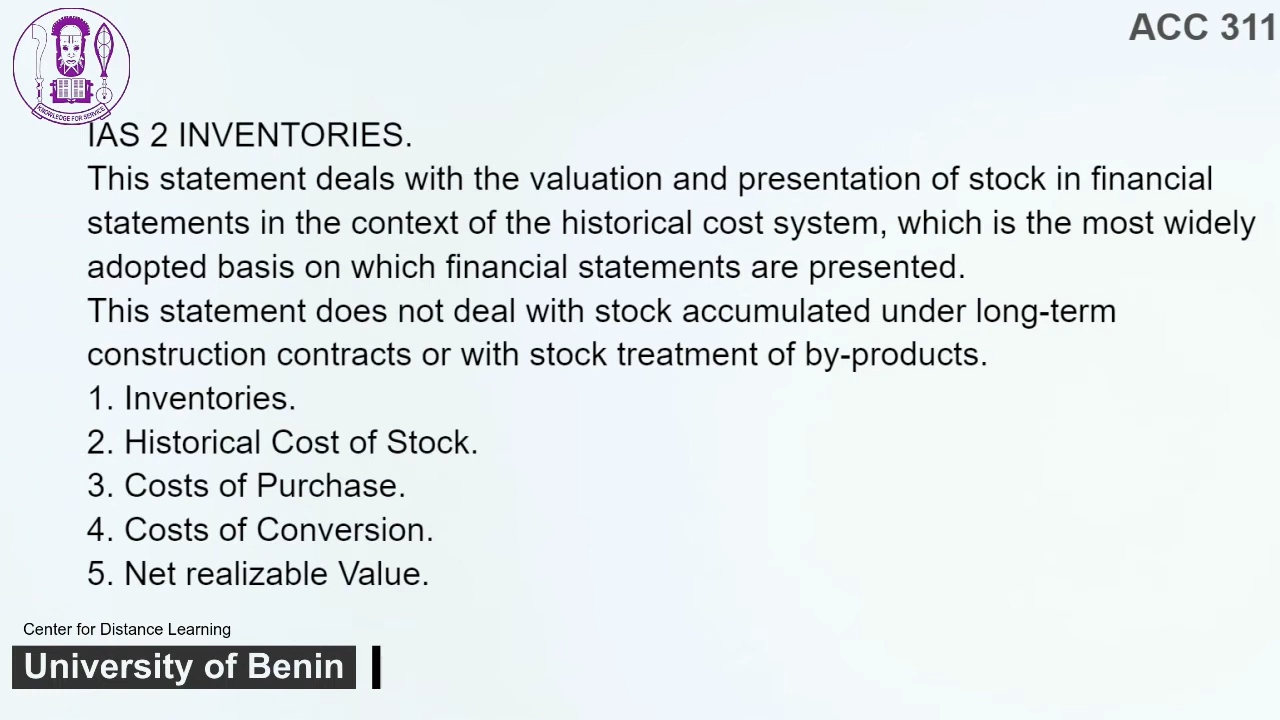 ACC 311
KNOWLEDGE FOR SERVICE
IAS 2 INVENTORIES.
This statement deals with the valuation and presentation of stock in financial
statements in the context of the historical cost system, which is the most widely
adopted basis on which financial statements are presented.
This statement does not deal with stock accumulated under long-term
construction contracts or with stock treatment of by-products.
1. Inventories.
2. Historical Cost of Stock.
3. Costs of Purchase.
4. Costs of Conversion.
5. Net realizable Value.
Center for Distance Learning
University of Benin